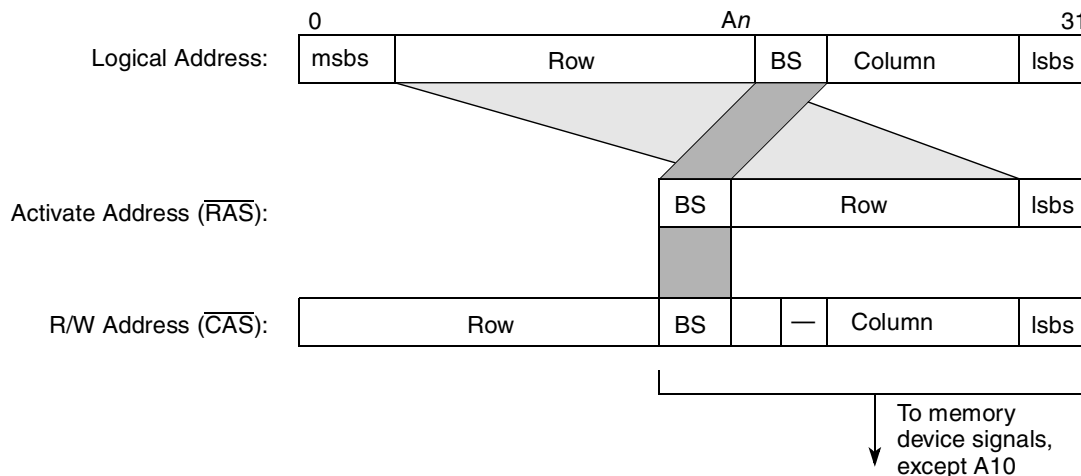 0 An 31
Logical Address: msbs Row BS Column lsbs
Activate Address (RAS): BS Row lsbs
R/W Address (CAS): Row BS — Column lsbs
To memory
device signals,
except A10